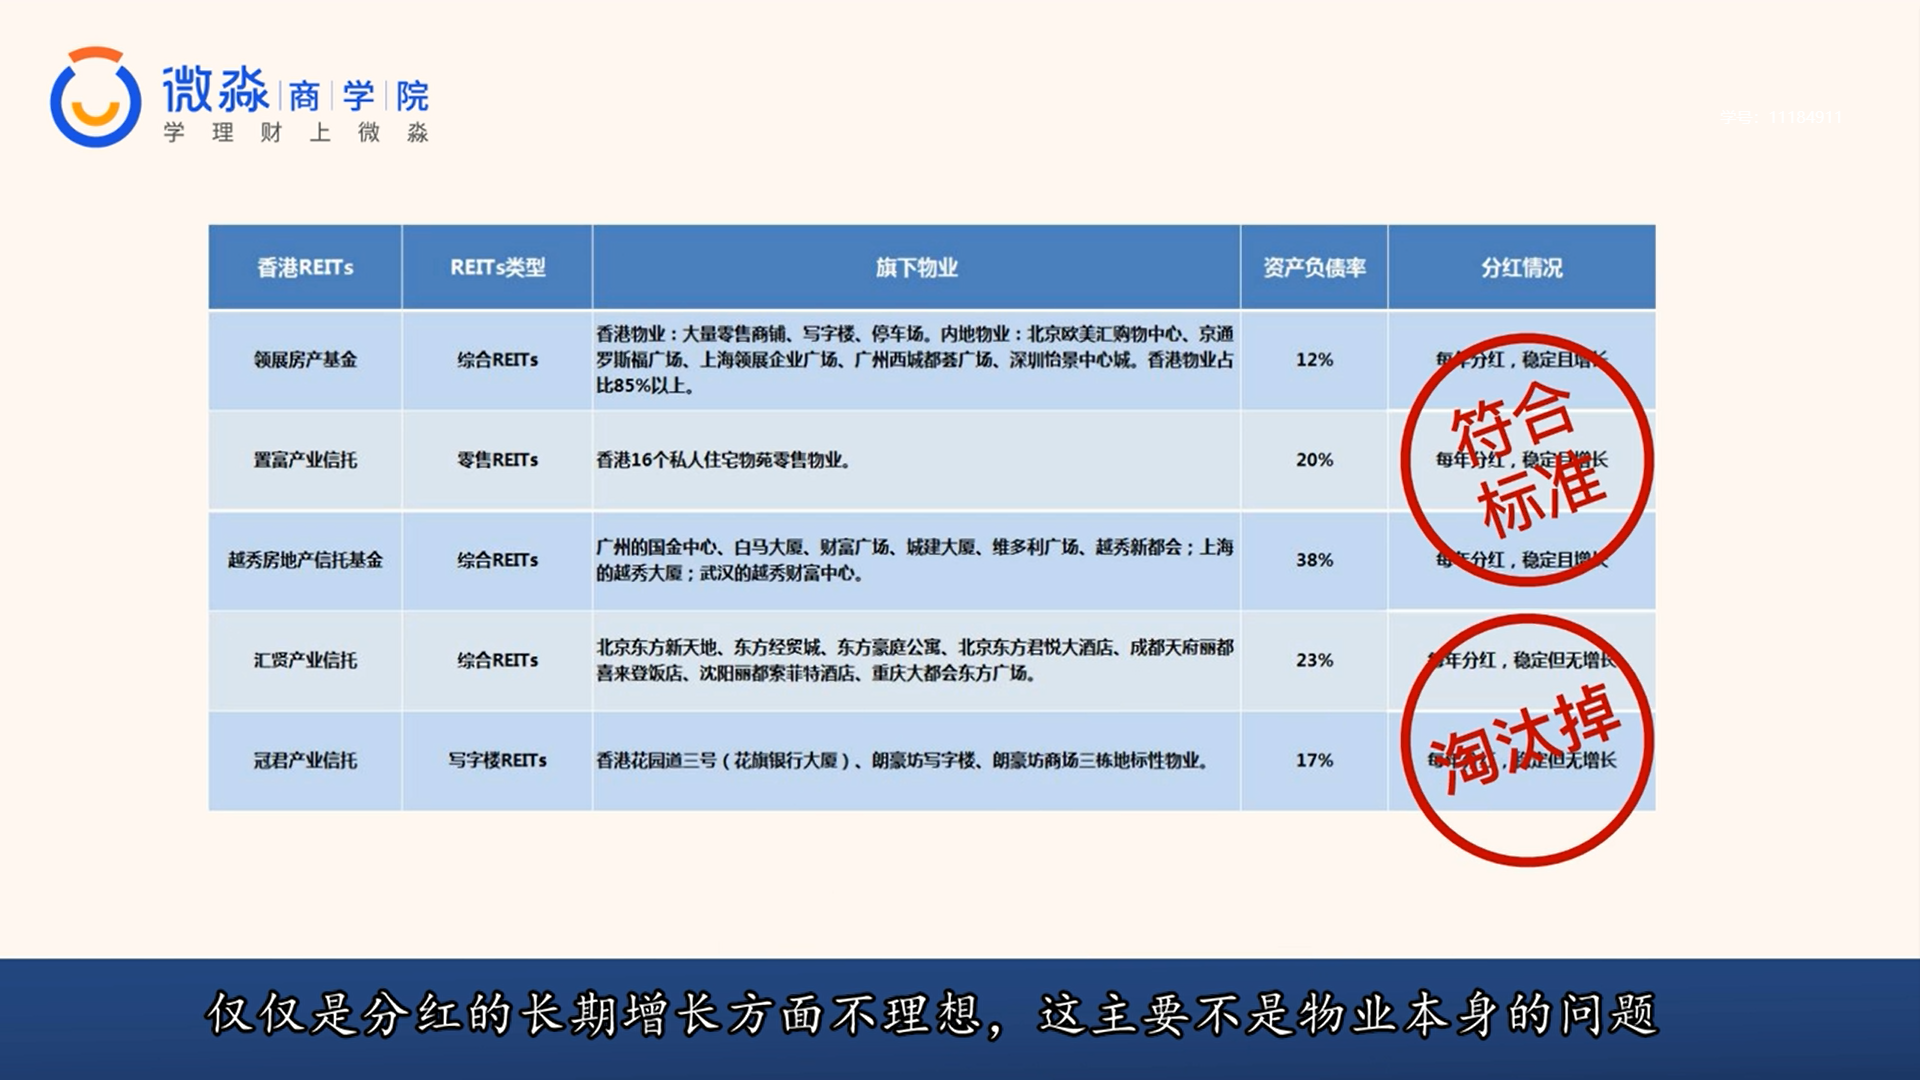 微淼 商学院
学理财上微淼
学号：11184911
香港REITs
REITs类型
旗下物业
资产负债率
分红情况
领展房产基金
综合REITs
香港物业：大量零售商铺、写字楼、停车场。内地物业：北京欧美汇购物中心、京通
罗斯福广场、上海领展企业广场、广州西城都荟广场、深圳怡景中心城。香港物业占
比85%以上。
12%
每年分红，稳定且增长
置富产业信托
零售REITs
香港16个私人住宅物苑零售物业。
20%
每年分红，稳定且增长
越秀房地产信托基金
综合REITs
广州的国金中心、白马大厦、财富广场、城建大厦、维多利广场、越秀新都会；上海
的越秀大厦；武汉的越秀财富中心。
38%
每年分红，稳定且增长
符合
标准
汇贤产业信托
综合REITs
北京东方新天地、东方经贸城、东方豪庭公寓、北京东方君悦大酒店、成都天府丽都
喜来登饭店、沈阳丽都索菲特酒店、重庆大都会东方广场。
23%
每年分红，稳定但无增长
冠君产业信托
写字楼REITs
香港花园道三号（花旗银行大厦）、朗豪坊写字楼、朗豪坊商场三栋地标性物业。
17%
每年分红，稳定但无增长
淘汰掉
仅仅是分红的长期增长方面不理想，这主要不是物业本身的问题